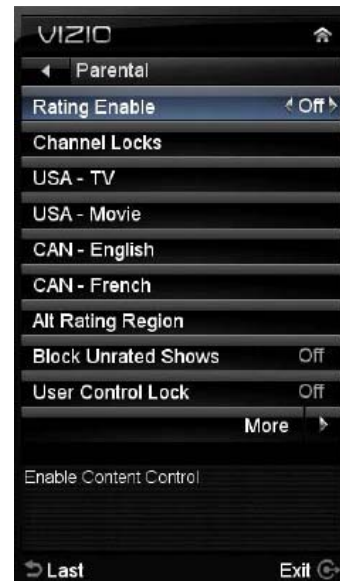 VIZIO
Parental
Rating Enable Off
Channel Locks
USA - TV
USA - Movie
CAN - English
CAN - French
Alt Rating Region
Block Unrated Shows Off
User Control Lock Off
More
Enable Content Control
Last Exit